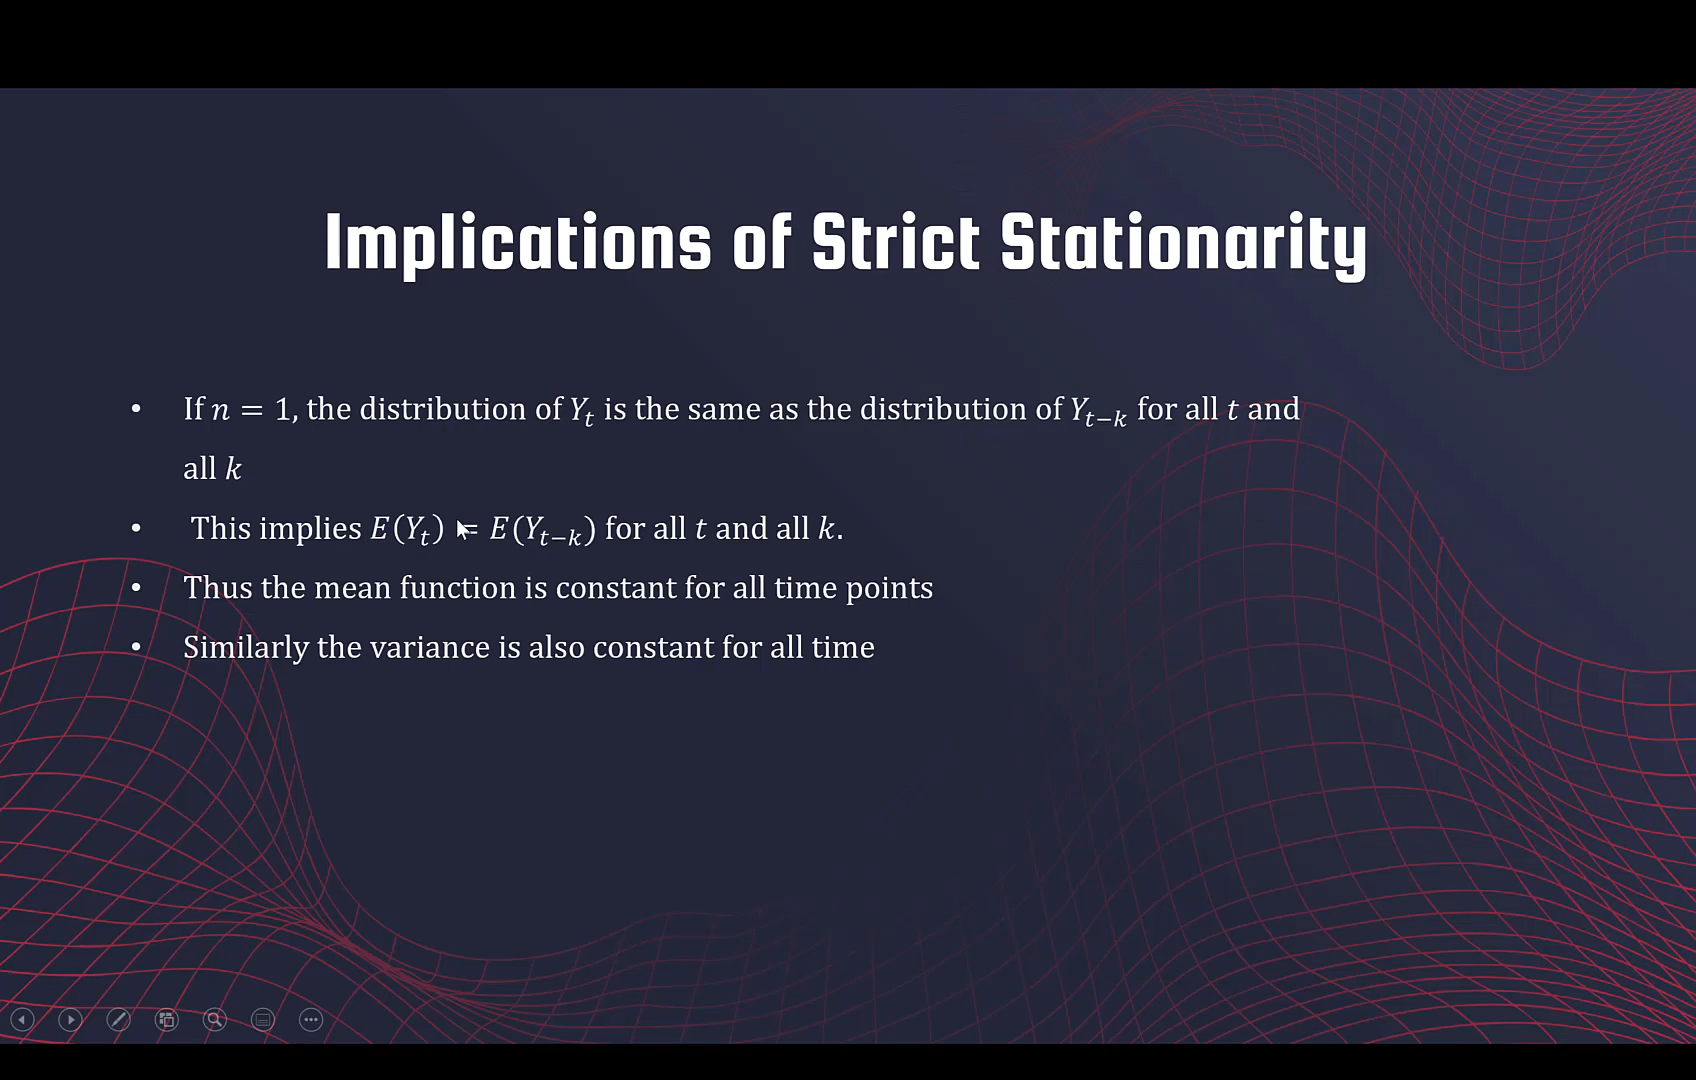 Implications of Strict Stationarity
• If 𝑛 = 1, the distribution of 𝑌ₜ is the same as the distribution of 𝑌ₜ₋ₖ for all 𝑡 and
all 𝑘
• This implies 𝐸(𝑌ₜ) = 𝐸(𝑌ₜ₋ₖ) for all 𝑡 and all 𝑘.
• Thus the mean function is constant for all time points
• Similarly the variance is also constant for all time